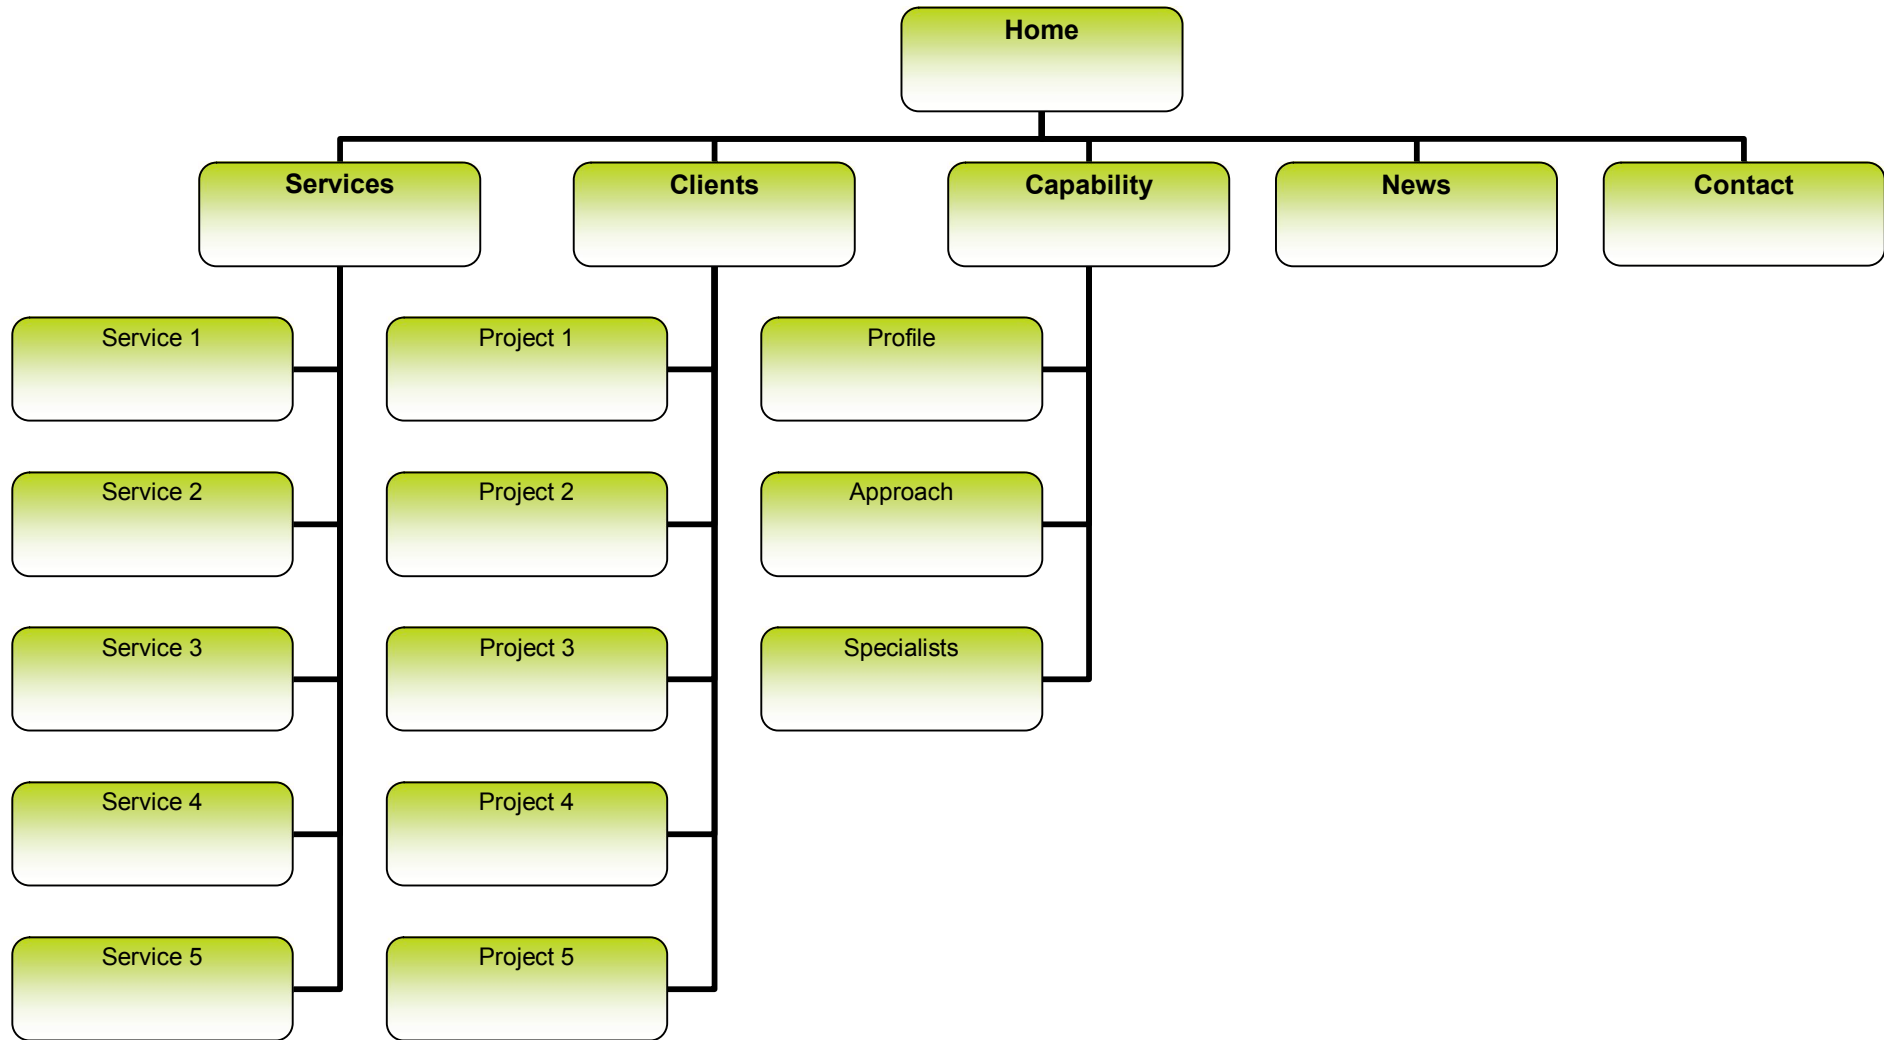 Home
Services
Clients
Capability
News
Contact
Service 1
Project 1
Profile
Service 2
Project 2
Approach
Service 3
Project 3
Specialists
Service 4
Project 4
Service 5
Project 5